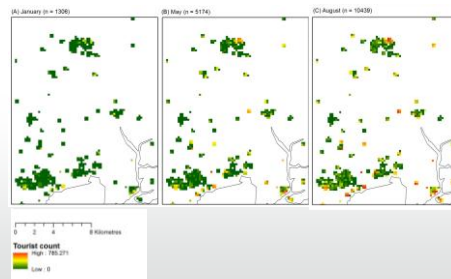 (A) January (n = 1306)
(B) May (n = 5174)
(C) August (n = 10439)
0 2 4 8 Kilometres
Tourist count
High : 785.271
Low : 0